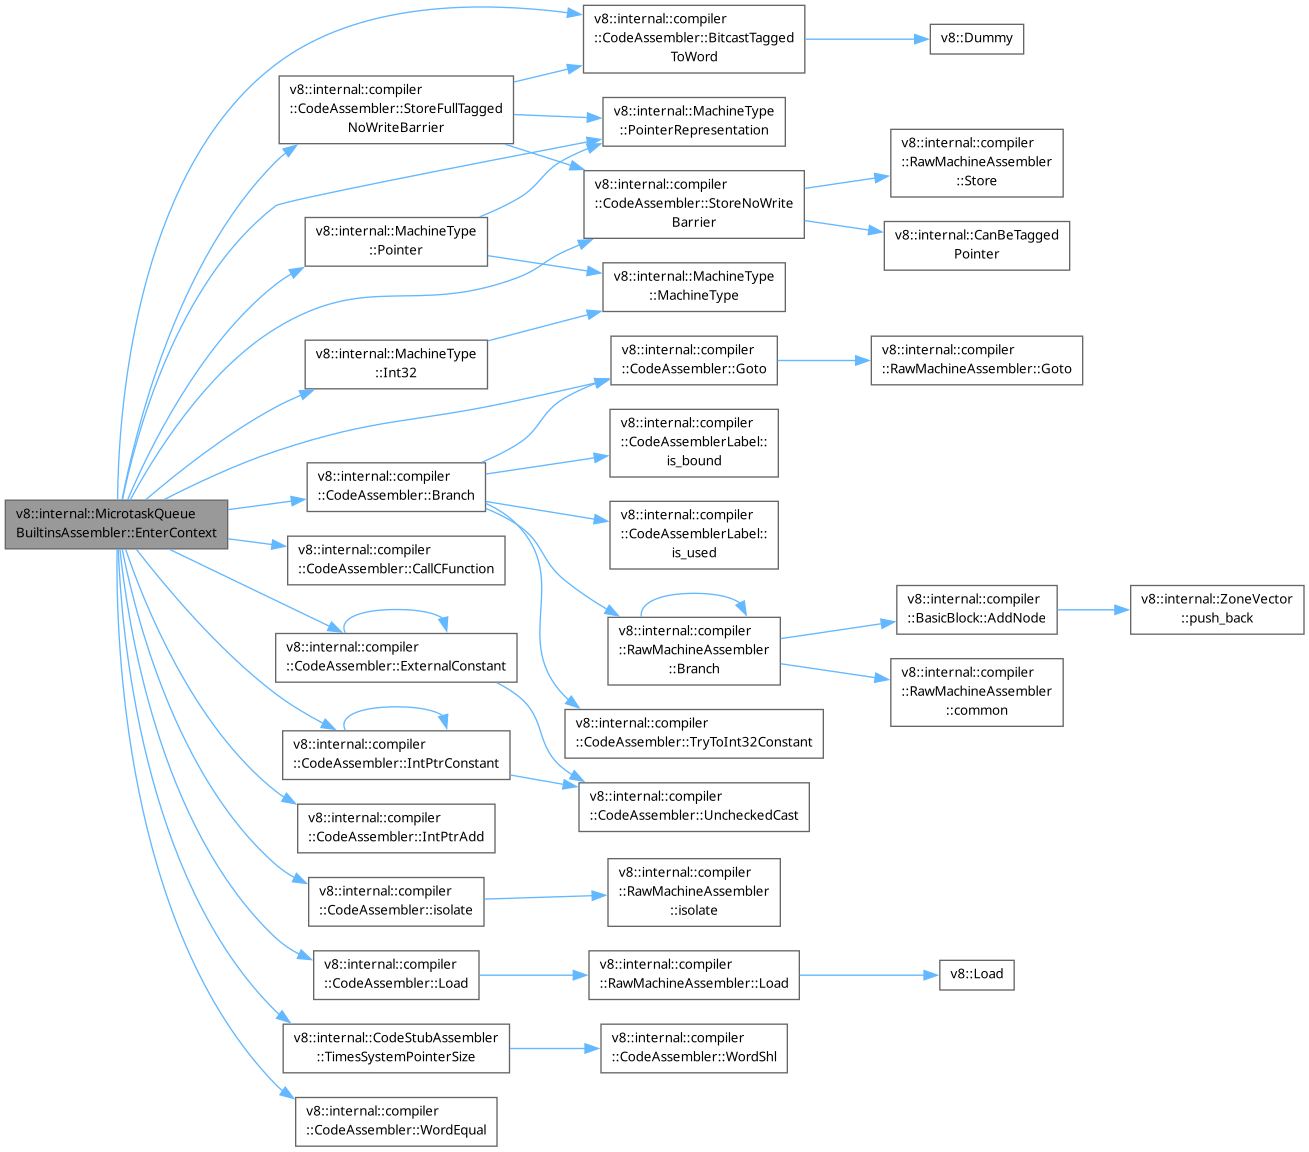 v8::internal::MicrotaskQueue
BuiltinsAssembler::EnterContext
v8::internal::compiler
::CodeAssembler::StoreFullTagged
NoWriteBarrier
v8::internal::MachineType
::Pointer
v8::internal::MachineType
::Int32
v8::internal::compiler
::CodeAssembler::Branch
v8::internal::compiler
::CodeAssembler::CallCFunction
v8::internal::compiler
::CodeAssembler::ExternalConstant
v8::internal::compiler
::CodeAssembler::IntPtrConstant
v8::internal::compiler
::CodeAssembler::IntPtrAdd
v8::internal::compiler
::CodeAssembler::isolate
v8::internal::compiler
::CodeAssembler::Load
v8::internal::CodeStubAssembler
::TimesSystemPointerSize
v8::internal::compiler
::CodeAssembler::WordEqual
v8::internal::compiler
::CodeAssembler::BitcastTagged
ToWord
v8::internal::MachineType
::PointerRepresentation
v8::internal::compiler
::CodeAssembler::StoreNoWrite
Barrier
v8::internal::MachineType
::MachineType
v8::internal::compiler
::CodeAssembler::Goto
v8::internal::compiler
::CodeAssemblerLabel::
is_bound
v8::internal::compiler
::CodeAssemblerLabel::
is_used
v8::internal::compiler
::RawMachineAssembler
::Branch
v8::internal::compiler
::CodeAssembler::TryToInt32Constant
v8::internal::compiler
::CodeAssembler::UncheckedCast
v8::internal::compiler
::RawMachineAssembler
::isolate
v8::internal::compiler
::RawMachineAssembler::Load
v8::internal::compiler
::CodeAssembler::WordShl
v8::Dummy
v8::internal::compiler
::RawMachineAssembler
::Store
v8::internal::CanBeTagged
Pointer
v8::internal::compiler
::RawMachineAssembler::Goto
v8::internal::compiler
::BasicBlock::AddNode
v8::internal::compiler
::RawMachineAssembler
::common
v8::Load
v8::internal::ZoneVector
::push_back